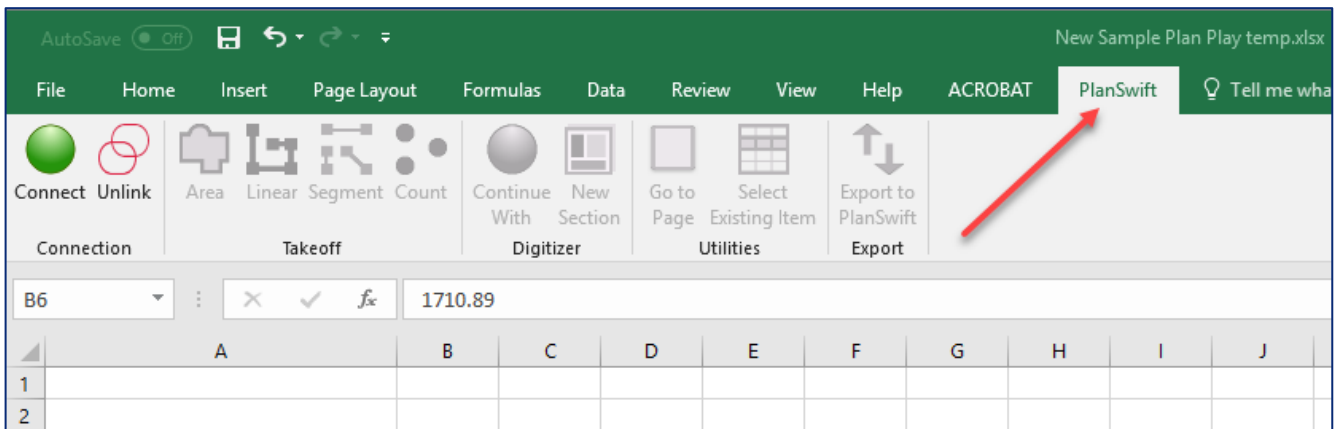 AutoSave Off New Sample Plan Play temp.xlsx
File Home Insert Page Layout Formulas Data Review View Help ACROBAT PlanSwift Tell me wha
Connect Unlink Area Linear Segment Count Continue New Go to Select Export to
With Section Page Existing Item PlanSwift
Connection Takeoff Digitizer Utilities Export
B6 fx 1710.89
A B C D E F G H I J
1
2